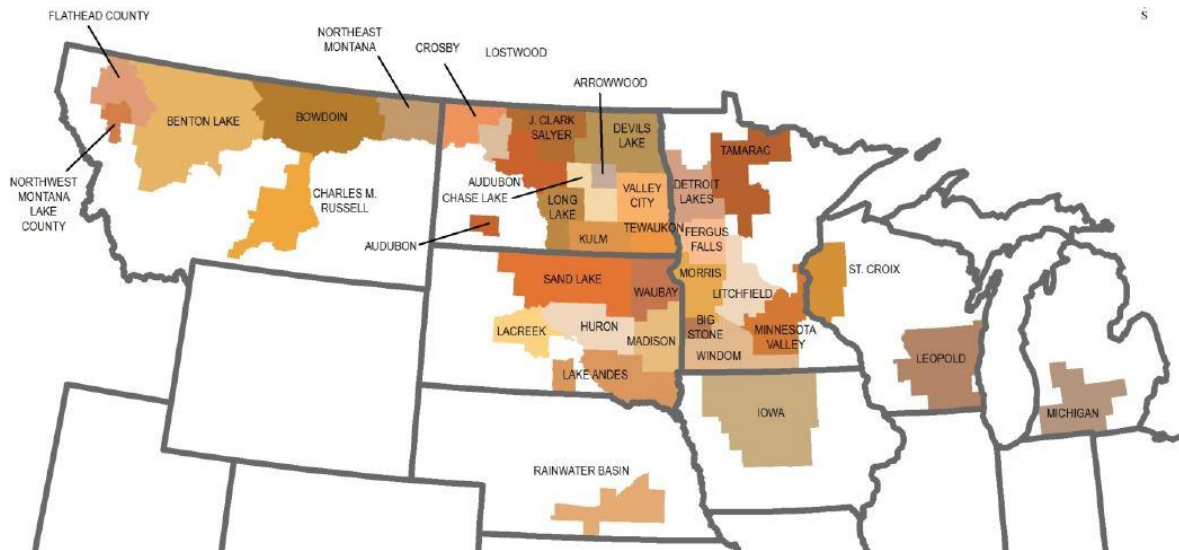 FLATHEAD COUNTY
S
NORTHEAST
MONTANA
CROSBY
LOSTWOOD
ARROWWOOD
BENTON LAKE
BOWDOIN
J. CLARK
SALYER
DEVILS
LAKE
TAMARAC
NORTHWEST
MONTANA
LAKE
COUNTY
CHARLES M.
RUSSELL
AUDUBON
CHASE LAKE
VALLEY
CITY
DETROIT
LAKES
LONG
LAKE
AUDUBON
KULM
TEWAUKON
FERGUS
FALLS
SAND LAKE
WAUBAY
MORRIS
LITCHFIELD
ST. CROIX
LACREEK
HURON
MADISON
BIG
STONE
MINNESOTA
VALLEY
WINDOM
LEOPOLD
LAKE ANDES
IOWA
MICHIGAN
RAINWATER BASIN